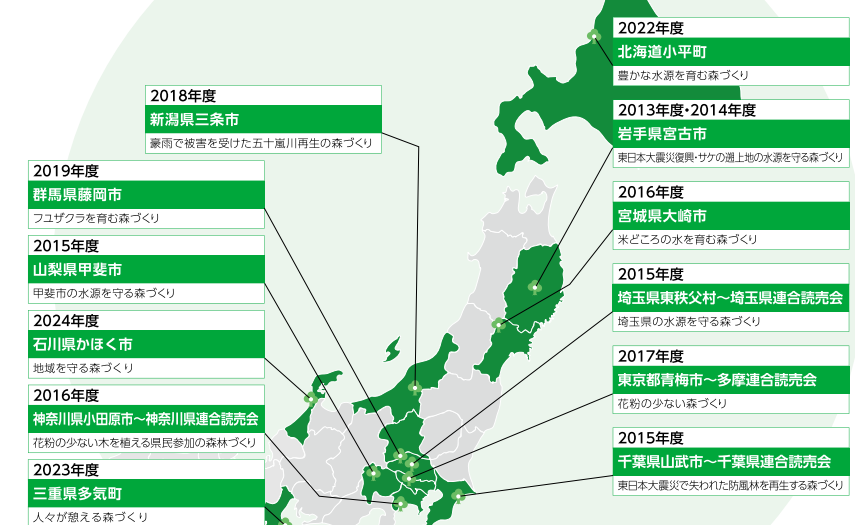 2018年度
新潟県三条市
豪雨で被害を受けた五十嵐川再生の森づくり
2019年度
群馬県藤岡市
フユザクラを育む森づくり
2015年度
山梨県甲斐市
甲斐市の水源を守る森づくり
2024年度
石川県かほく市
地域を守る森づくり
2016年度
神奈川県小田原市～神奈川県連合読売会
花粉の少ない木を植える県民参加の森林づくり
2023年度
三重県多気町
人々が憩える森づくり
2022年度
北海道小平町
豊かな水源を育む森づくり
2013年度・2014年度
岩手県宮古市
東日本大震災復興・サケの遡上地の水源を守る森づくり
2016年度
宮城県大崎市
米どころの水を育む森づくり
2015年度
埼玉県東秩父村～埼玉県連合読売会
埼玉県の水源を守る森づくり
2017年度
東京都青梅市～多摩連合読売会
花粉の少ない森づくり
2015年度
千葉県山武市～千葉県連合読売会
東日本大震災で失われた防風林を再生する森づくり